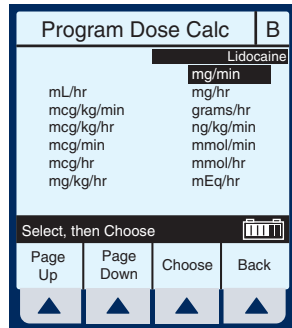 Program Dose Calc B
Lidocaine
mg/min
mL/hr mg/hr
mcg/kg/min grams/hr
mcg/kg/hr ng/kg/min
mcg/min mmol/min
mcg/hr mmol/hr
mg/kg/hr mEq/hr
Select, then Choose
Page Up Page Down Choose Back